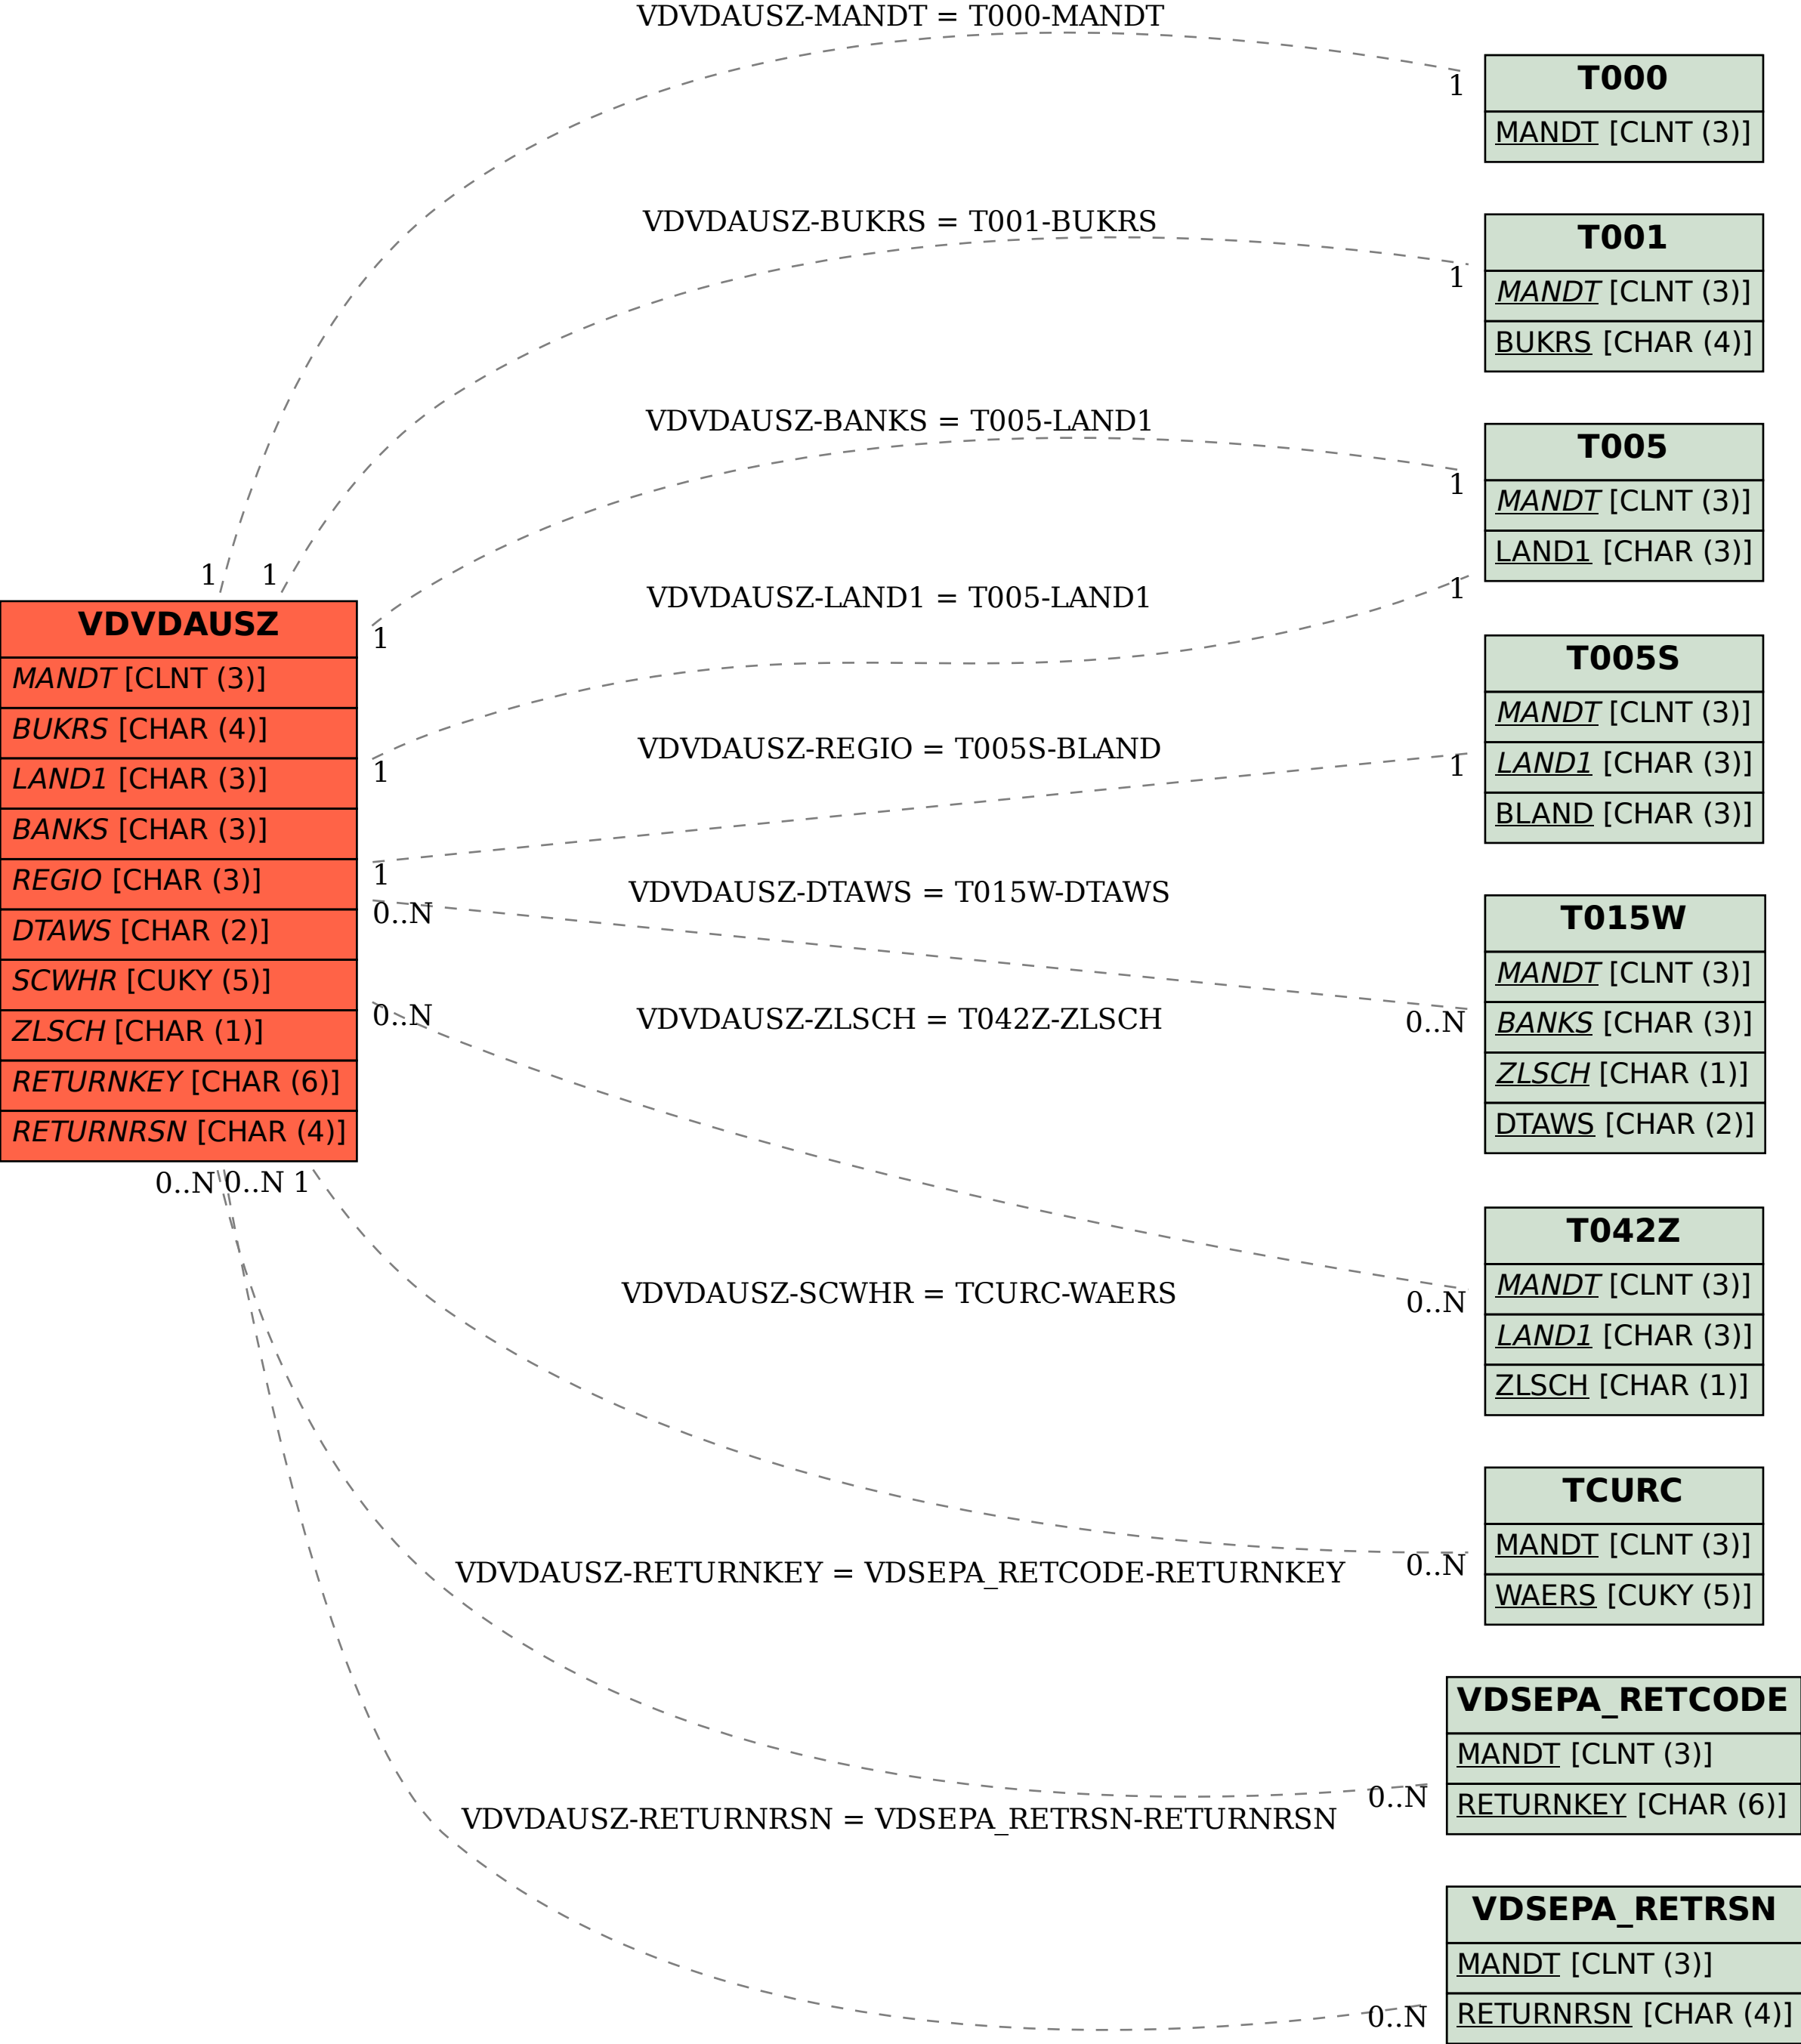 VDVDAUSZ-MANDT = T000-MANDT
1
T000
MANDT [CLNT (3)]
VDVDAUSZ-BUKRS = T001-BUKRS
1
T001
MANDT [CLNT (3)]
BUKRS [CHAR (4)]
VDVDAUSZ-BANKS = T005-LAND1
1
T005
MANDT [CLNT (3)]
LAND1 [CHAR (3)]
1
1 1
VDVDAUSZ
MANDT [CLNT (3)]
BUKRS [CHAR (4)]
LAND1 [CHAR (3)]
BANKS [CHAR (3)]
REGIO [CHAR (3)]
DTAWS [CHAR (2)]
SCWHR [CUKY (5)]
ZLSCH [CHAR (1)]
RETURNKEY [CHAR (6)]
RETURNRSN [CHAR (4)]
0..N 0..N 1
1
VDVDAUSZ-LAND1 = T005-LAND1
1
VDVDAUSZ-REGIO = T005S-BLAND
1
1
T005S
MANDT [CLNT (3)]
LAND1 [CHAR (3)]
BLAND [CHAR (3)]
0..N
VDVDAUSZ-DTAWS = T015W-DTAWS
0..N
T015W
MANDT [CLNT (3)]
BANKS [CHAR (3)]
ZLSCH [CHAR (1)]
DTAWS [CHAR (2)]
0..N
VDVDAUSZ-ZLSCH = T042Z-ZLSCH
0..N
T042Z
MANDT [CLNT (3)]
LAND1 [CHAR (3)]
ZLSCH [CHAR (1)]
VDVDAUSZ-SCWHR = TCURC-WAERS
0..N
TCURC
MANDT [CLNT (3)]
WAERS [CUKY (5)]
VDVDAUSZ-RETURNKEY = VDSEPA_RETCODE-RETURNKEY
0..N
VDSEPA_RETCODE
MANDT [CLNT (3)]
RETURNKEY [CHAR (6)]
VDVDAUSZ-RETURNRSN = VDSEPA_RETRSN-RETURNRSN
0..N
VDSEPA_RETRSN
MANDT [CLNT (3)]
RETURNRSN [CHAR (4)]